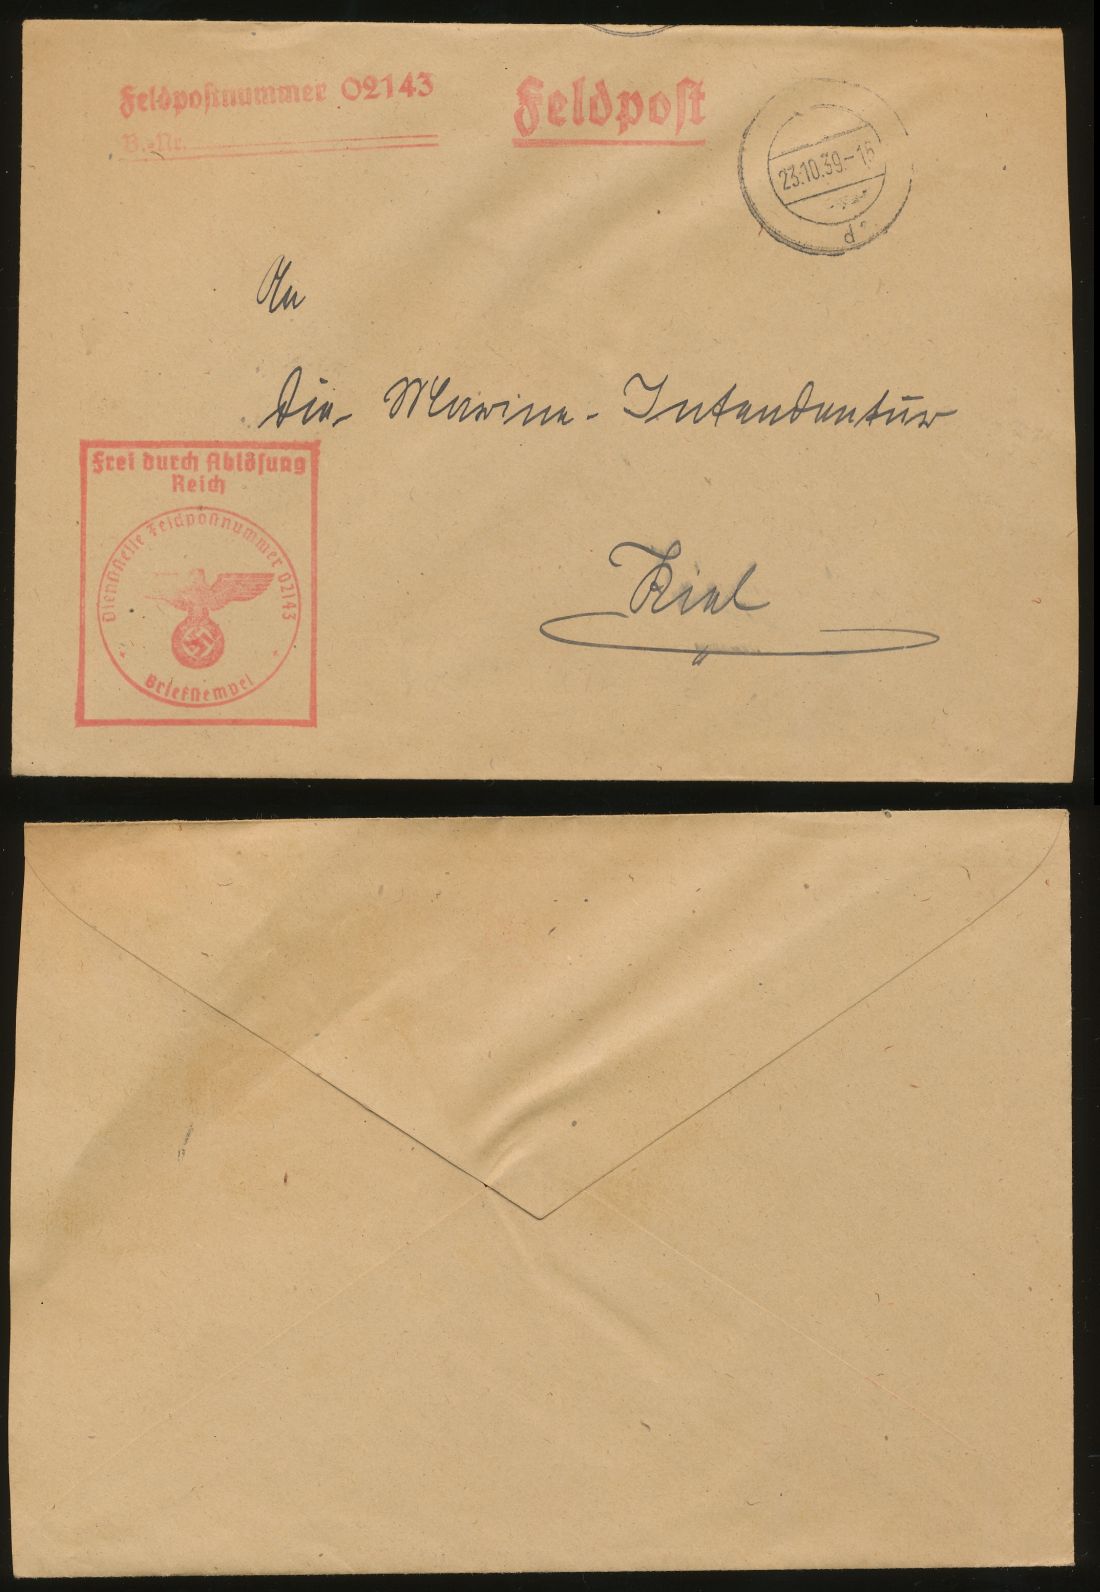 Feldpostnummer 02143
B.-Nr.
Feldpost
23.10.39.-16
An
die Marine-Intendantur
Kiel
Frei durch Ablösung
Reich
Dienststelle Feldpostnummer 02143
Briefstempel